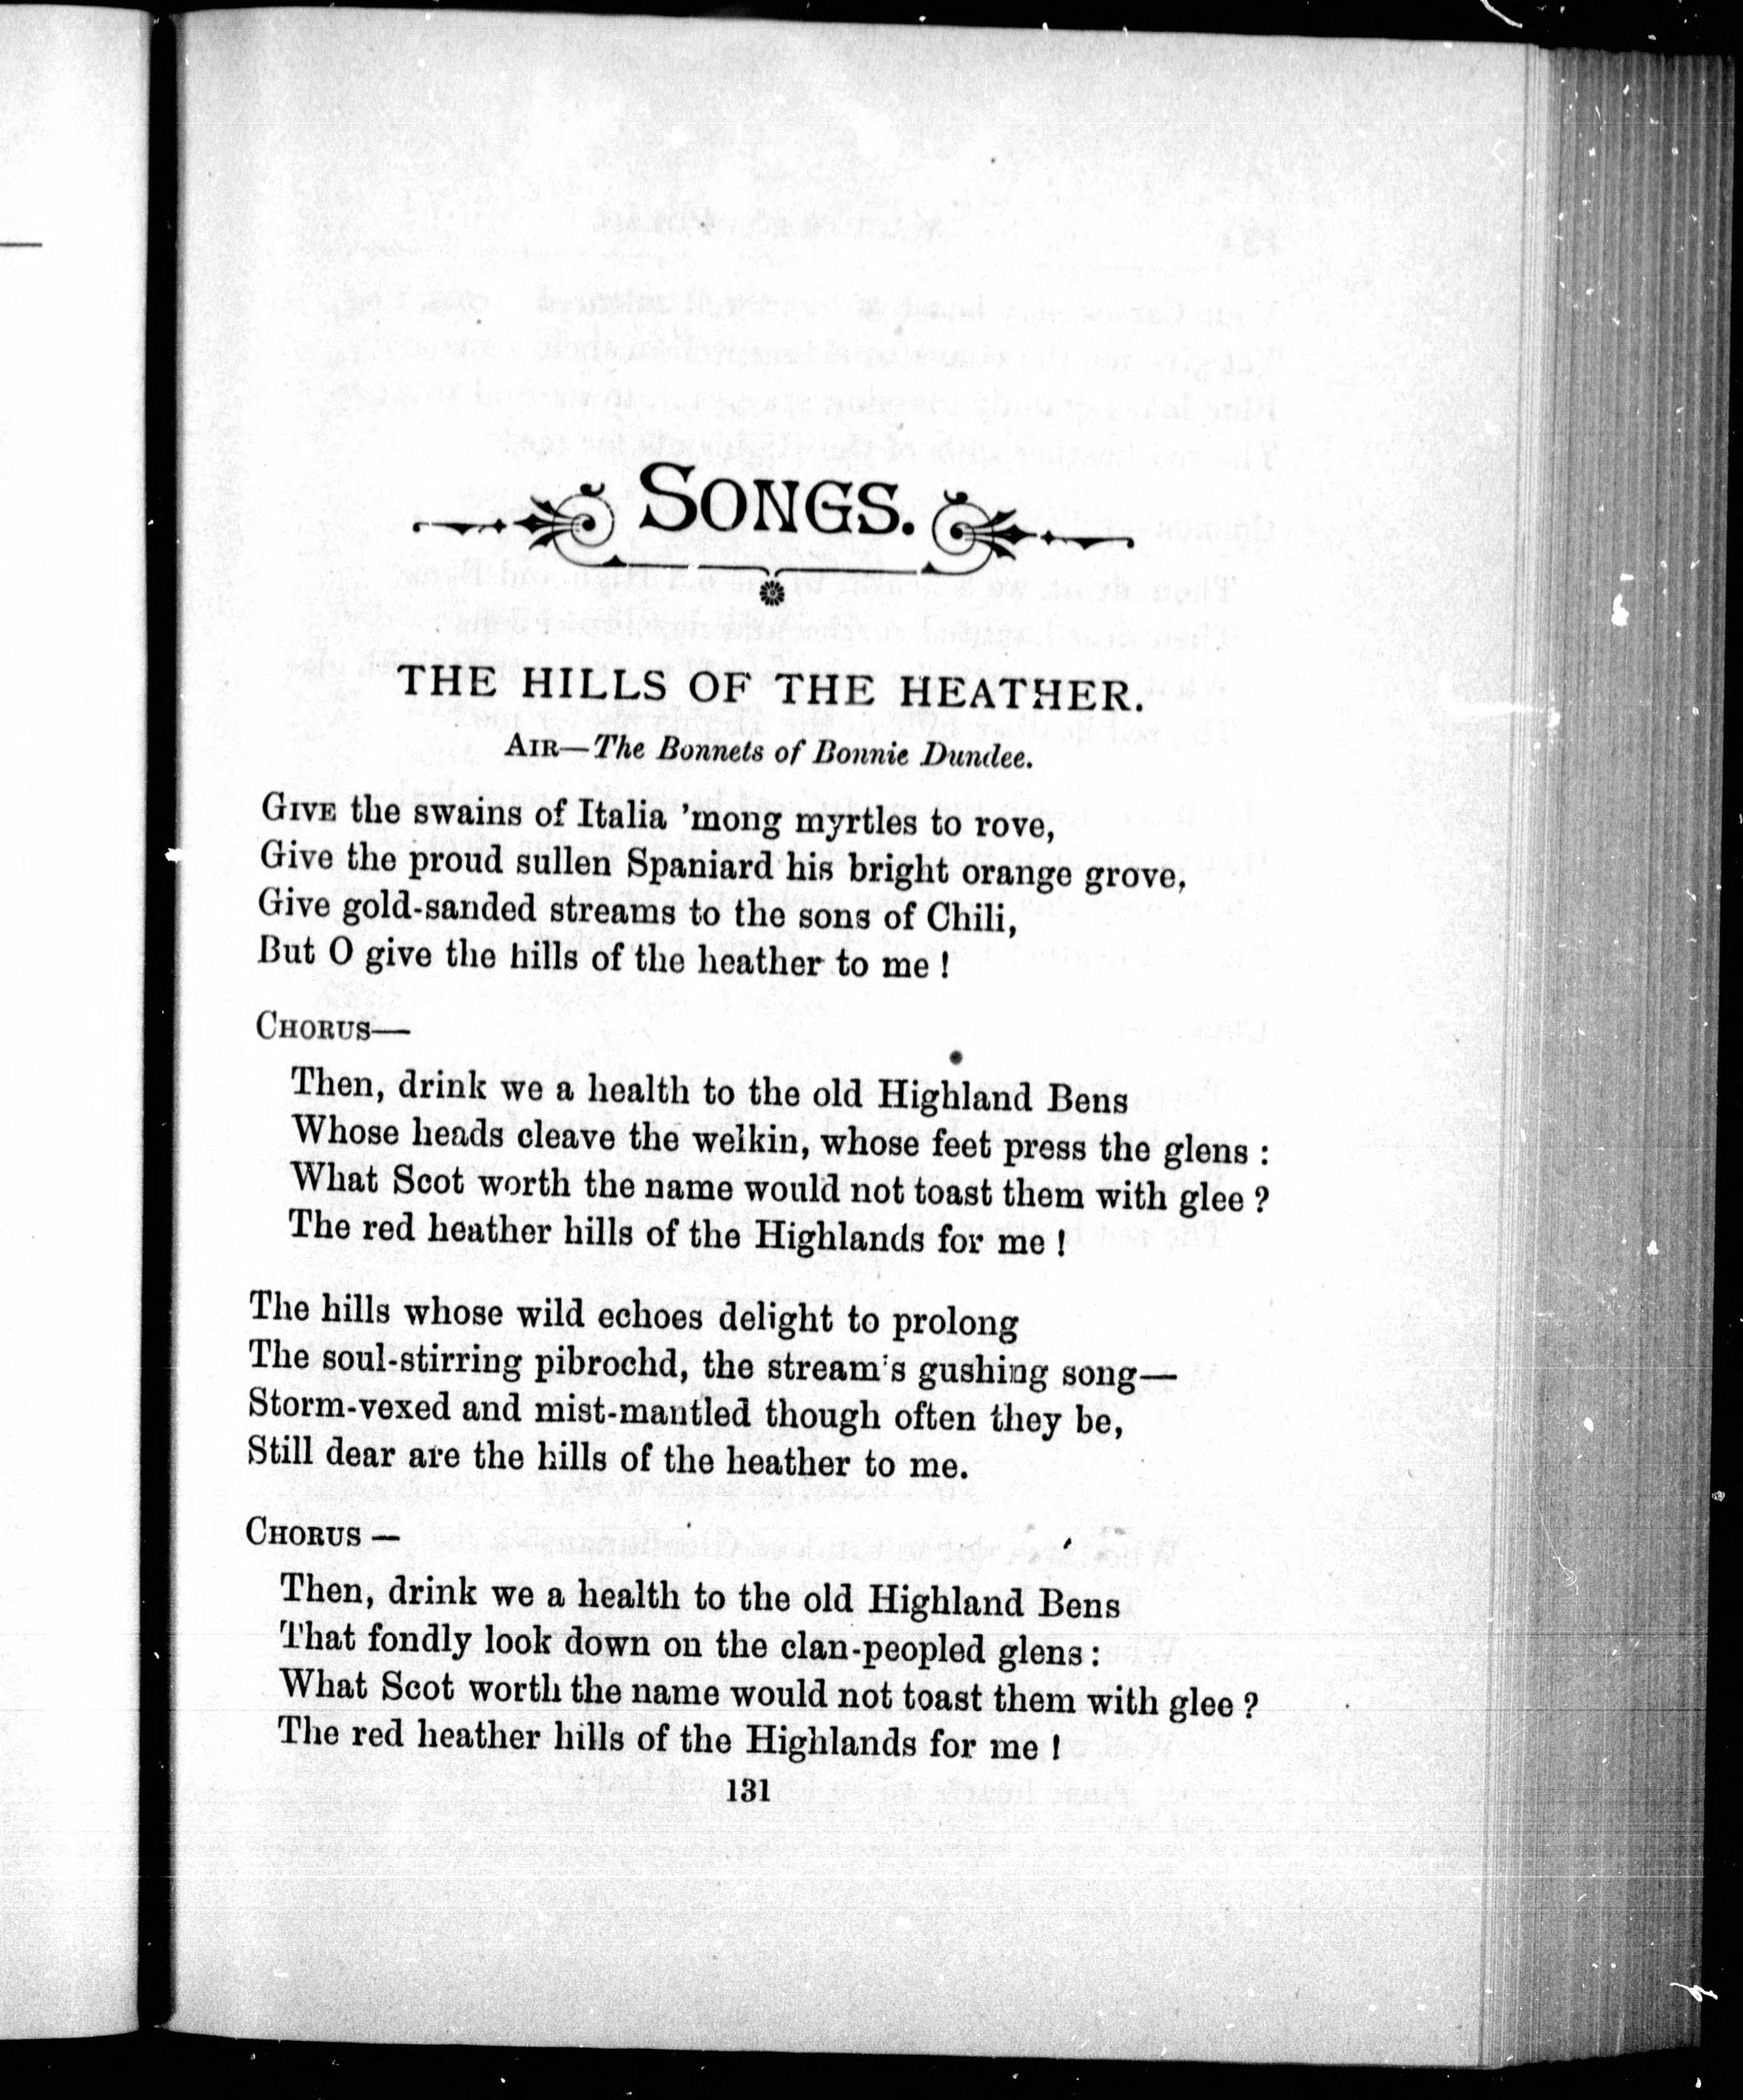 SONGS.
THE HILLS OF THE HEATHER.
AIR—The Bonnets of Bonnie Dundee.
GIVE the swains of Italia 'mong myrtles to rove,
Give the proud sullen Spaniard his bright orange grove,
Give gold-sanded streams to the sons of Chili,
But O give the hills of the heather to me !
CHORUS—
Then, drink we a health to the old Highland Bens
Whose heads cleave the welkin, whose feet press the glens :
What Scot worth the name would not toast them with glee ?
The red heather hills of the Highlands for me !
The hills whose wild echoes delight to prolong
The soul-stirring pibrochd, the stream's gushing song—
Storm-vexed and mist-mantled though often they be,
Still dear are the hills of the heather to me.
CHORUS —
Then, drink we a health to the old Highland Bens
That fondly look down on the clan-peopled glens :
What Scot worth the name would not toast them with glee ?
The red heather hills of the Highlands for me !
131